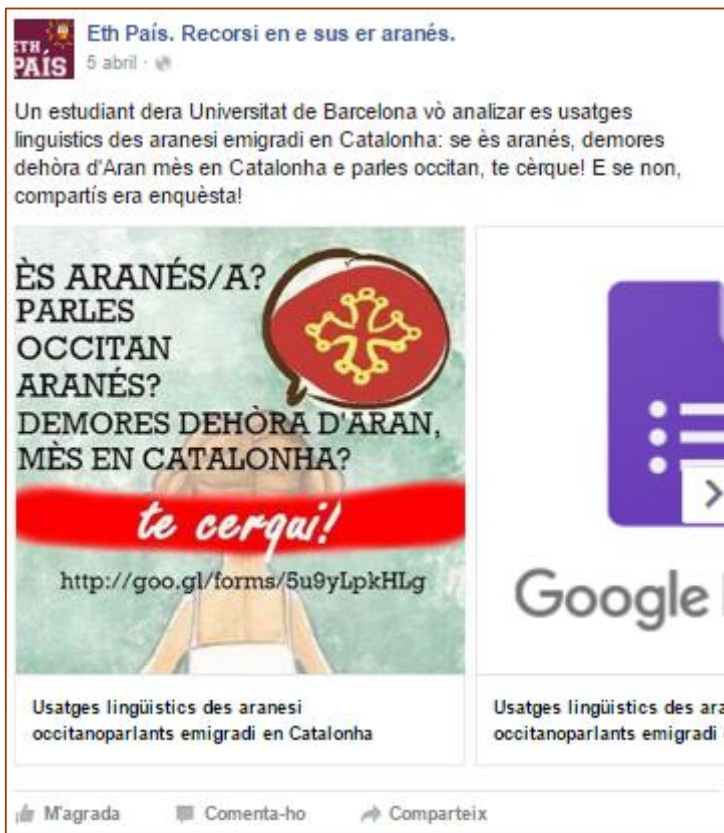 ETH
PAÍS
Eth País. Recorsi en e sus er aranés.
5 abril ·
Un estudiant dera Universitat de Barcelona vò analizar es usatges
linguistics des aranesi emigradi en Catalonha: se ès aranés, demores
dehòra d'Aran mès en Catalonha e parles occitan, te cèrque! E se non,
compartís era enquèsta!
ÈS ARANÉS/A?
PARLES
OCCITAN
ARANÉS?
DEMORES DEHÒRA D'ARAN,
MÈS EN CATALONHA?
te cerqui!
http://goo.gl/forms/5u9yLpkHLg
Google
Usatges lingüistics des aranesi
occitanoparlants emigradi en Catalonha
Usatges lingüistics des ara
occitanoparlants emigradi
M'agrada
Comenta-ho
Comparteix